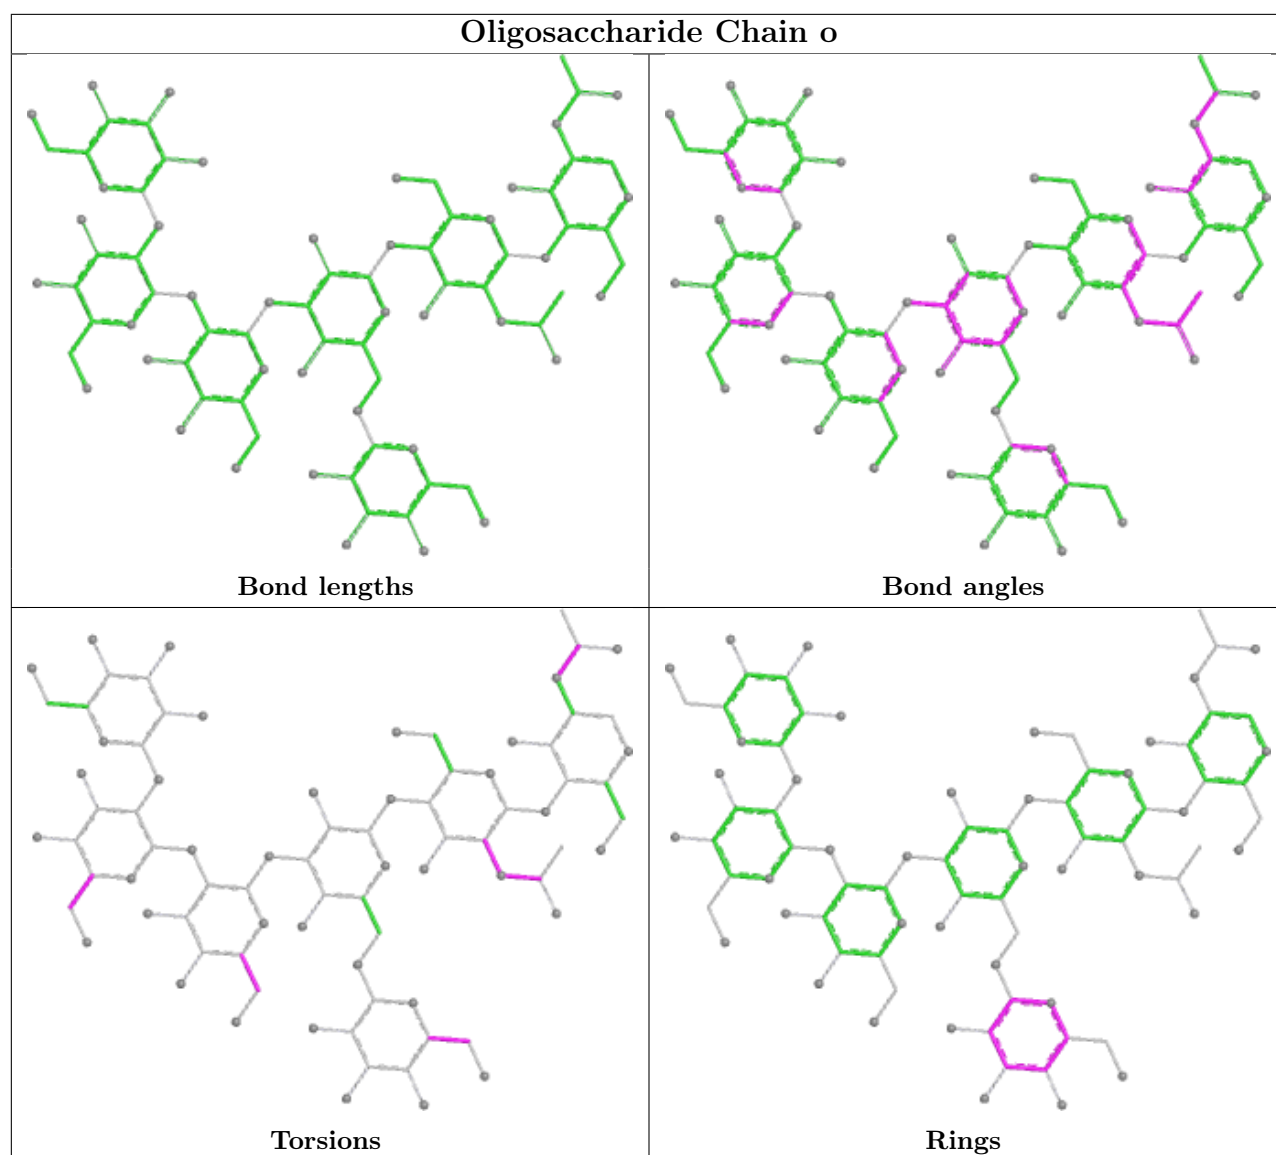 Oligosaccharide Chain o
Bond lengths
Bond angles
Torsions
Rings